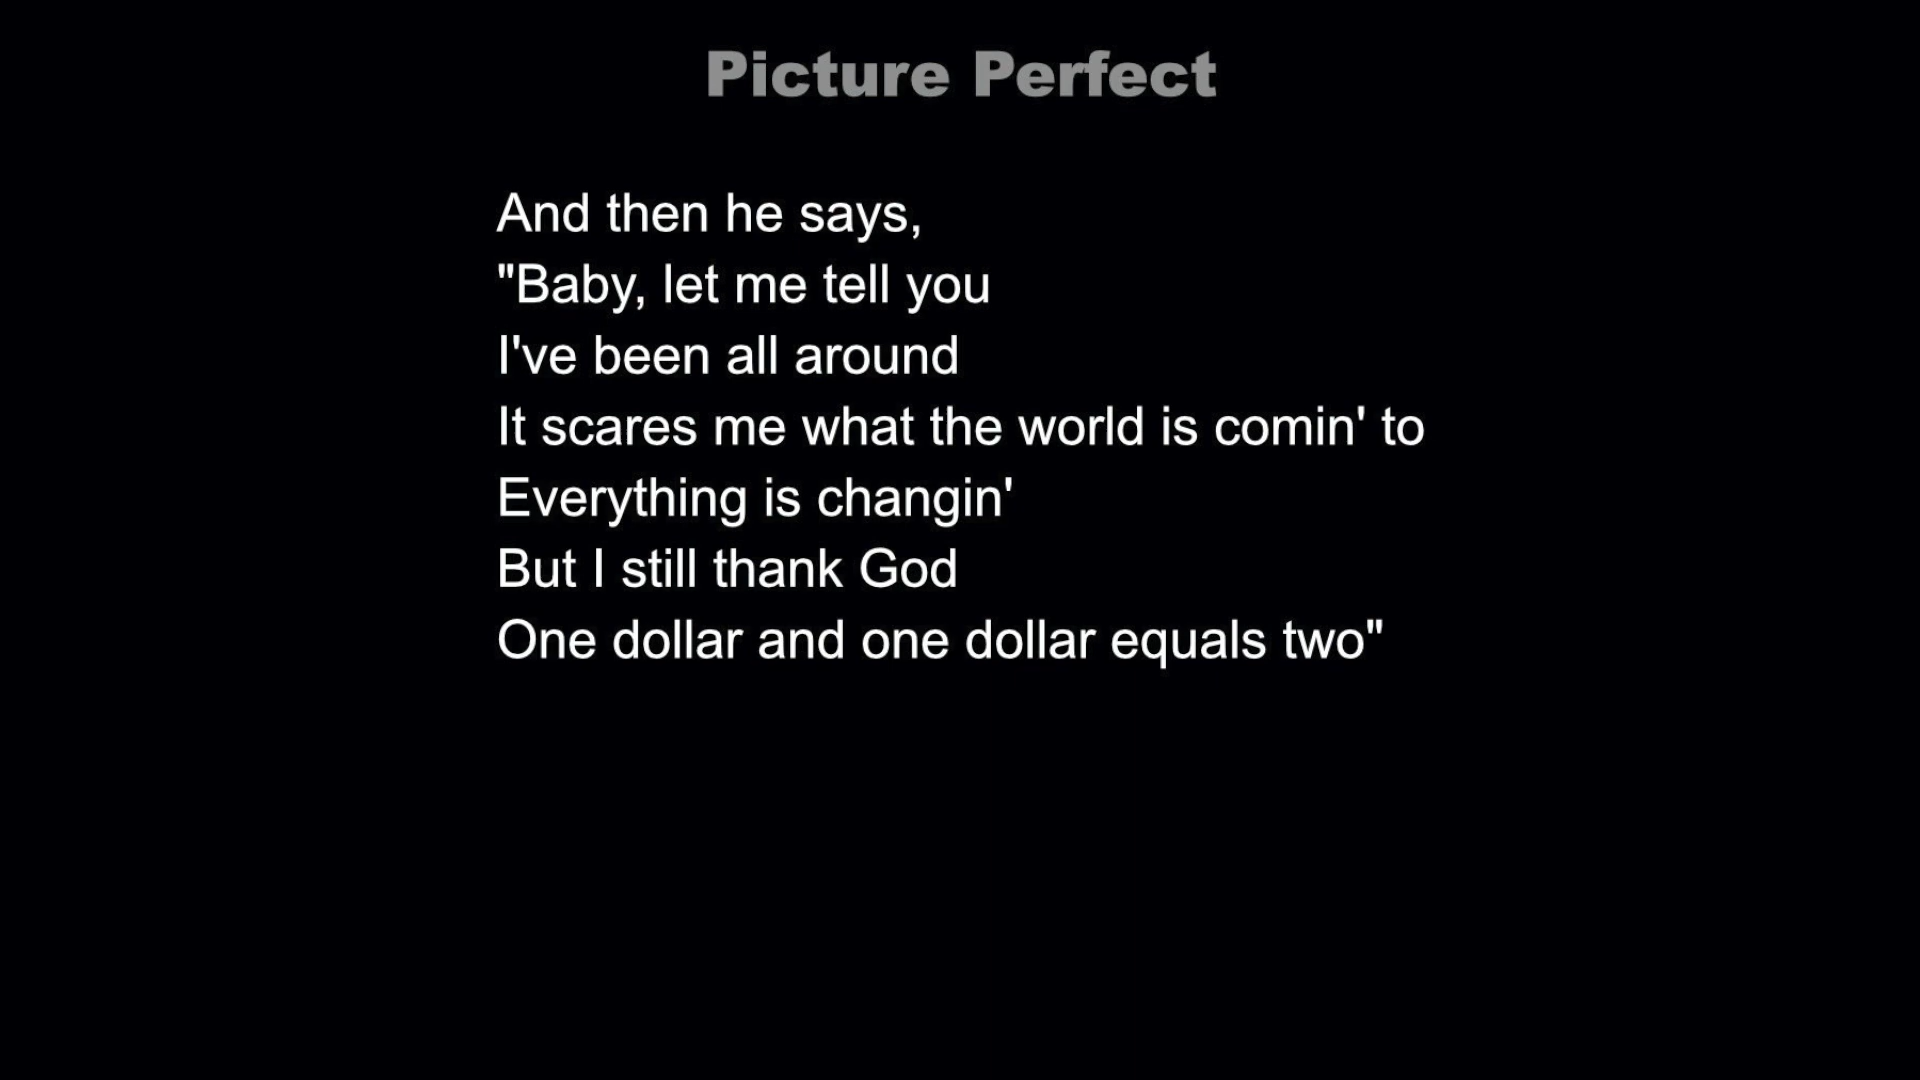 Picture Perfect
And then he says,
"Baby, let me tell you
I've been all around
It scares me what the world is comin' to
Everything is changin'
But I still thank God
One dollar and one dollar equals two"